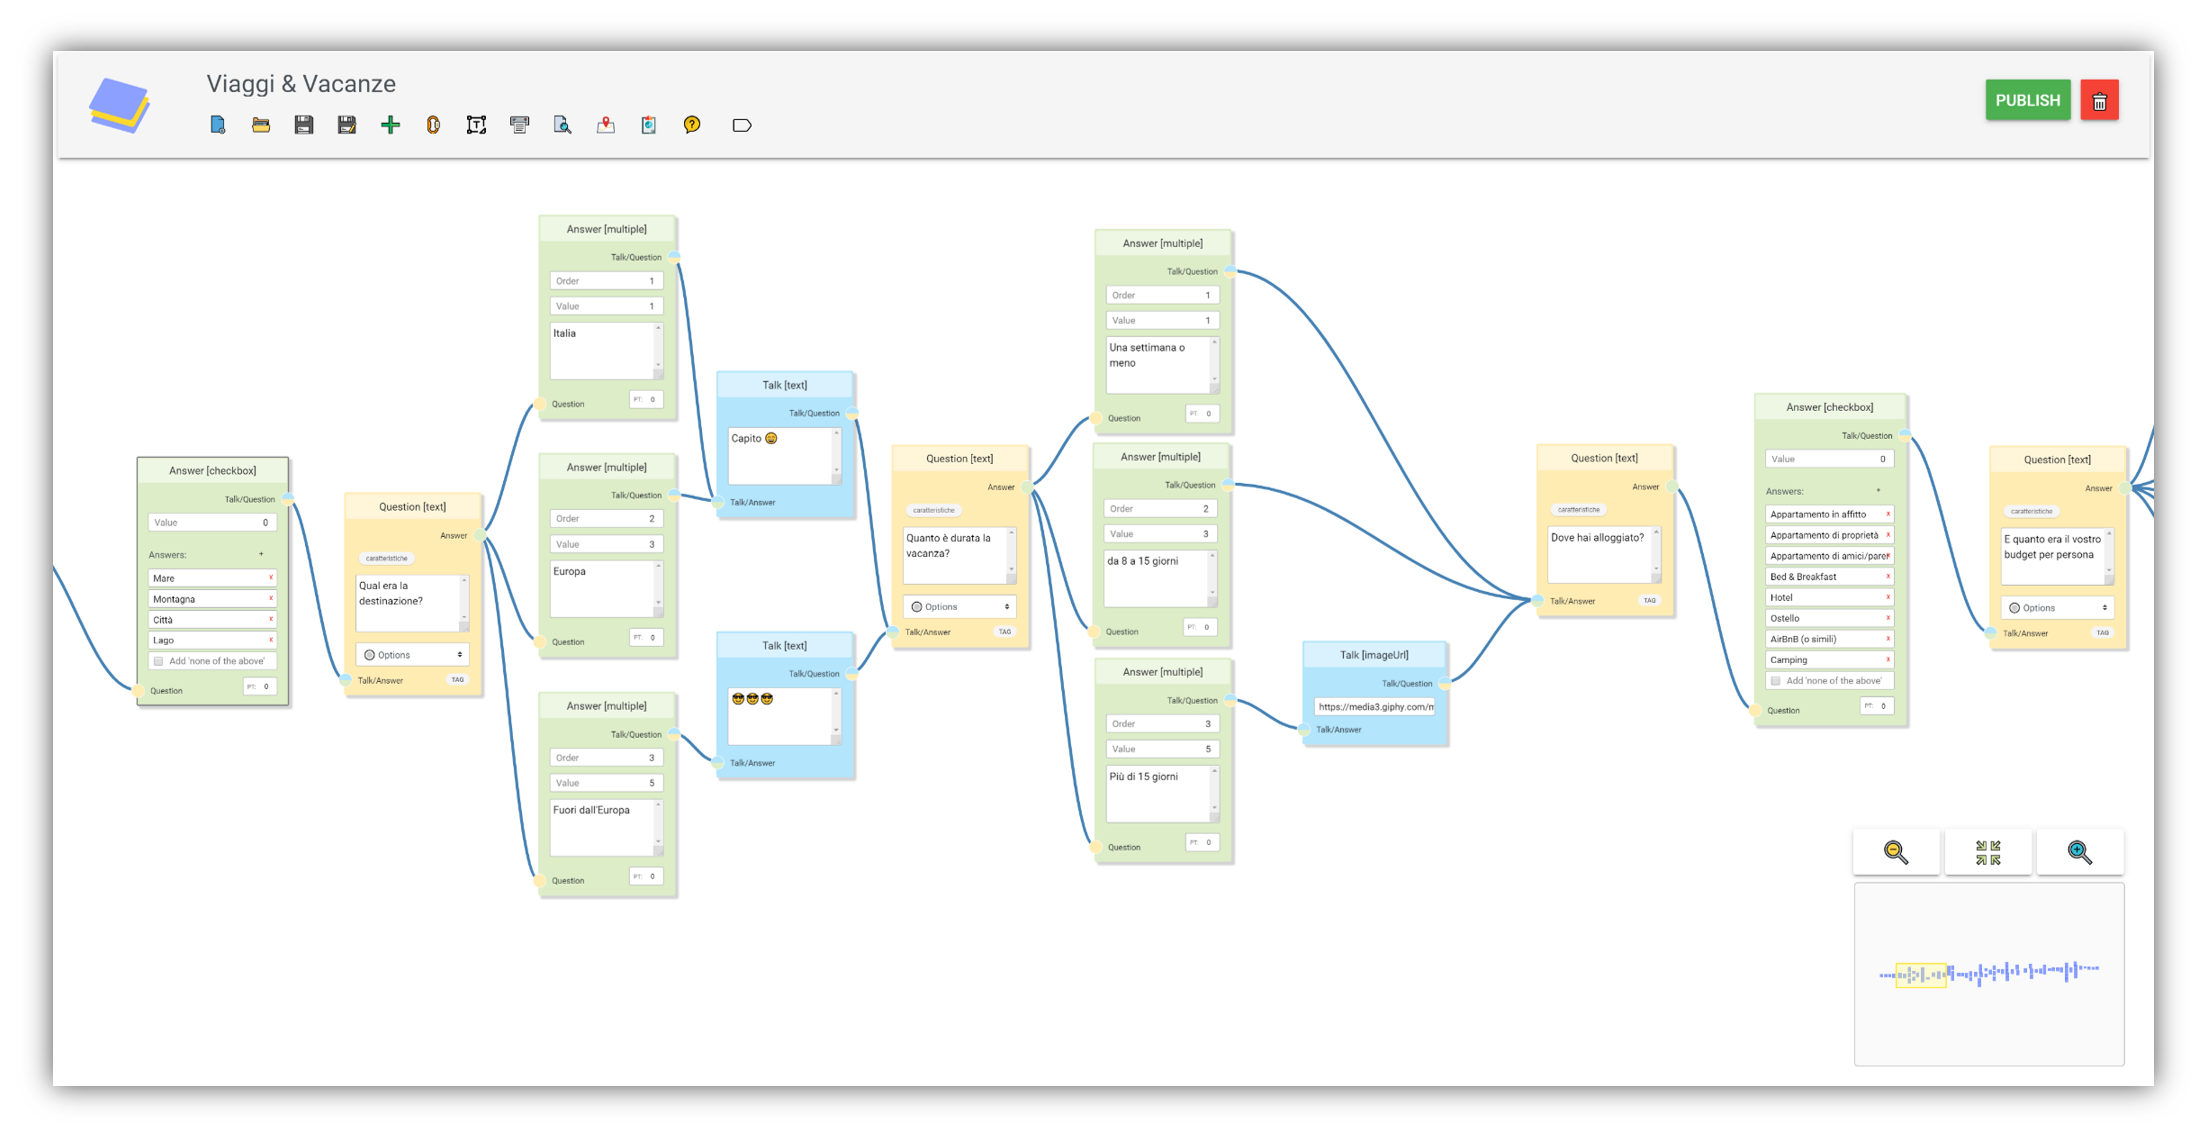 Viaggi & Vacanze
PUBLISH
Answer [checkbox]
Talk/Question
Value 0
Answers: +
Mare x
Montagna x
Città x
Lago x
Add 'none of the above'
Question PT: 0
Question [text]
Answer
caratteristiche
Qual era la
destinazione?
Options
Talk/Answer TAG
Answer [multiple]
Talk/Question
Order 1
Value 1
Italia
Question PT: 0
Answer [multiple]
Talk/Question
Order 2
Value 3
Europa
Question PT: 0
Answer [multiple]
Talk/Question
Order 3
Value 5
Fuori dall'Europa
Question PT: 0
Talk [text]
Talk/Question
Capito 😄
Talk/Answer
Talk [text]
Talk/Question
😎😎😎
Talk/Answer
Question [text]
Answer
caratteristiche
Quanto è durata la
vacanza?
Options
Talk/Answer TAG
Answer [multiple]
Talk/Question
Order 1
Value 1
Una settimana o
meno
Question PT: 0
Answer [multiple]
Talk/Question
Order 2
Value 3
da 8 a 15 giorni
Question PT: 0
Answer [multiple]
Talk/Question
Order 3
Value 5
Più di 15 giorni
Question PT: 0
Talk [imageUrl]
Talk/Question
https://media3.giphy.com/m
Talk/Answer
Question [text]
Answer
caratteristiche
Dove hai alloggiato?
Talk/Answer TAG
Answer [checkbox]
Talk/Question
Value 0
Answers: +
Appartamento in affitto x
Appartamento di proprietà x
Appartamento di amici/paren x
Bed & Breakfast x
Hotel x
Ostello x
AirBnB (o simili) x
Camping x
Add 'none of the above'
Question PT: 0
Question [text]
Answer
caratteristiche
E quanto era il vostro
budget per persona
Options
Talk/Answer TAG